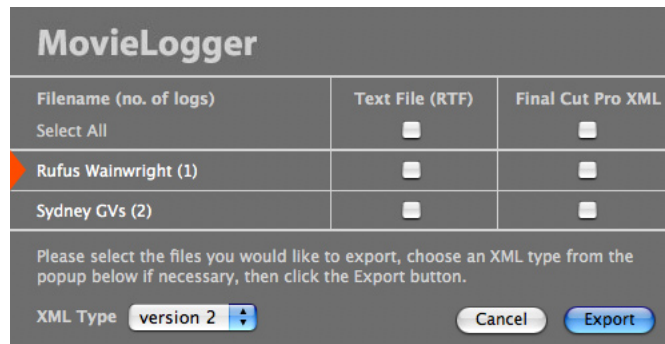 MovieLogger
Filename (no. of logs) Text File (RTF) Final Cut Pro XML
Select All
Rufus Wainwright (1)
Sydney GVs (2)
Please select the files you would like to export, choose an XML type from the
popup below if necessary, then click the Export button.
XML Type version 2 Cancel Export